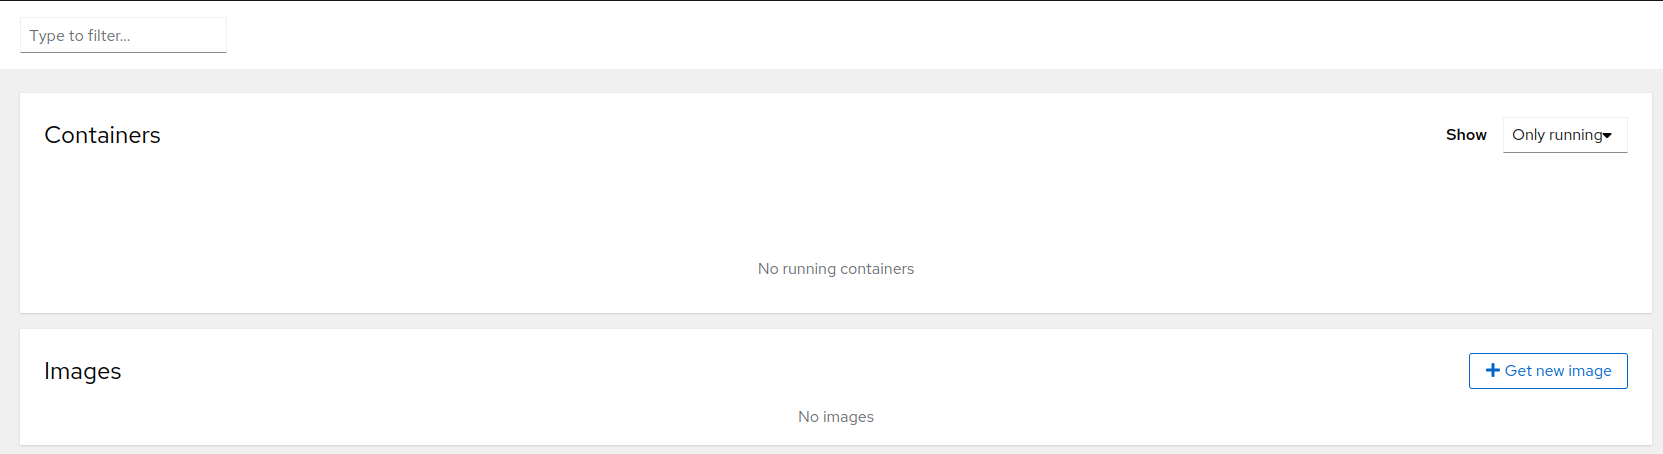 Type to filter...
Containers
Show Only running
No running containers
Images
Get new image
No images